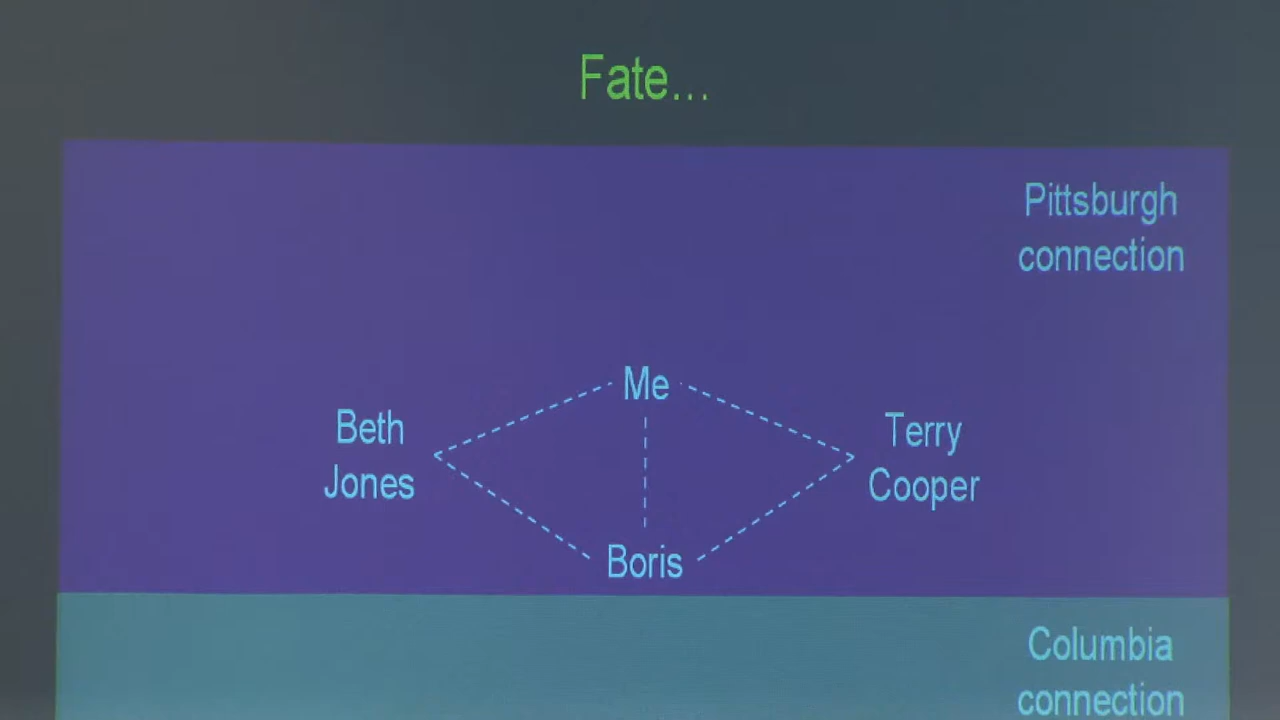 Fate...
Pittsburgh
connection
Me
Beth
Jones
Terry
Cooper
Boris
Columbia
connection